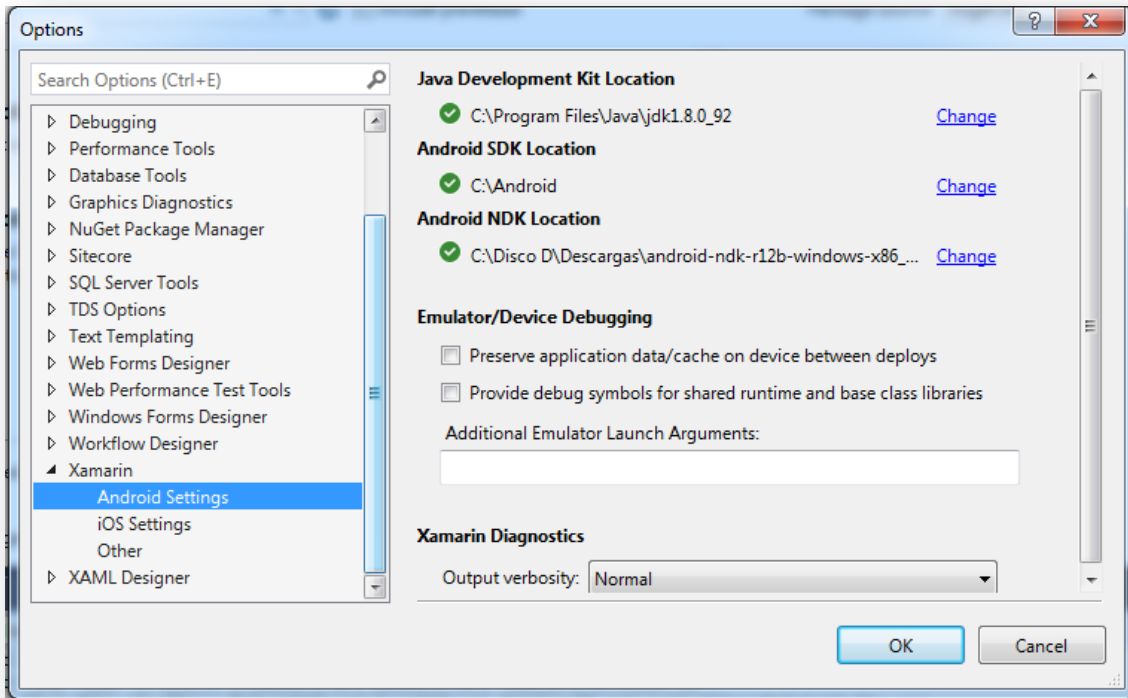 Options
Search Options (Ctrl+E)
Debugging
Performance Tools
Database Tools
Graphics Diagnostics
NuGet Package Manager
Sitecore
SQL Server Tools
TDS Options
Text Templating
Web Forms Designer
Web Performance Test Tools
Windows Forms Designer
Workflow Designer
Xamarin
Android Settings
iOS Settings
Other
XAML Designer
Java Development Kit Location
C:\Program Files\Java\jdk1.8.0_92 Change
Android SDK Location
C:\Android Change
Android NDK Location
C:\Disco D\Descargas\android-ndk-r12b-windows-x86_... Change
Emulator/Device Debugging
Preserve application data/cache on device between deploys
Provide debug symbols for shared runtime and base class libraries
Additional Emulator Launch Arguments:
Xamarin Diagnostics
Output verbosity: Normal
OK Cancel